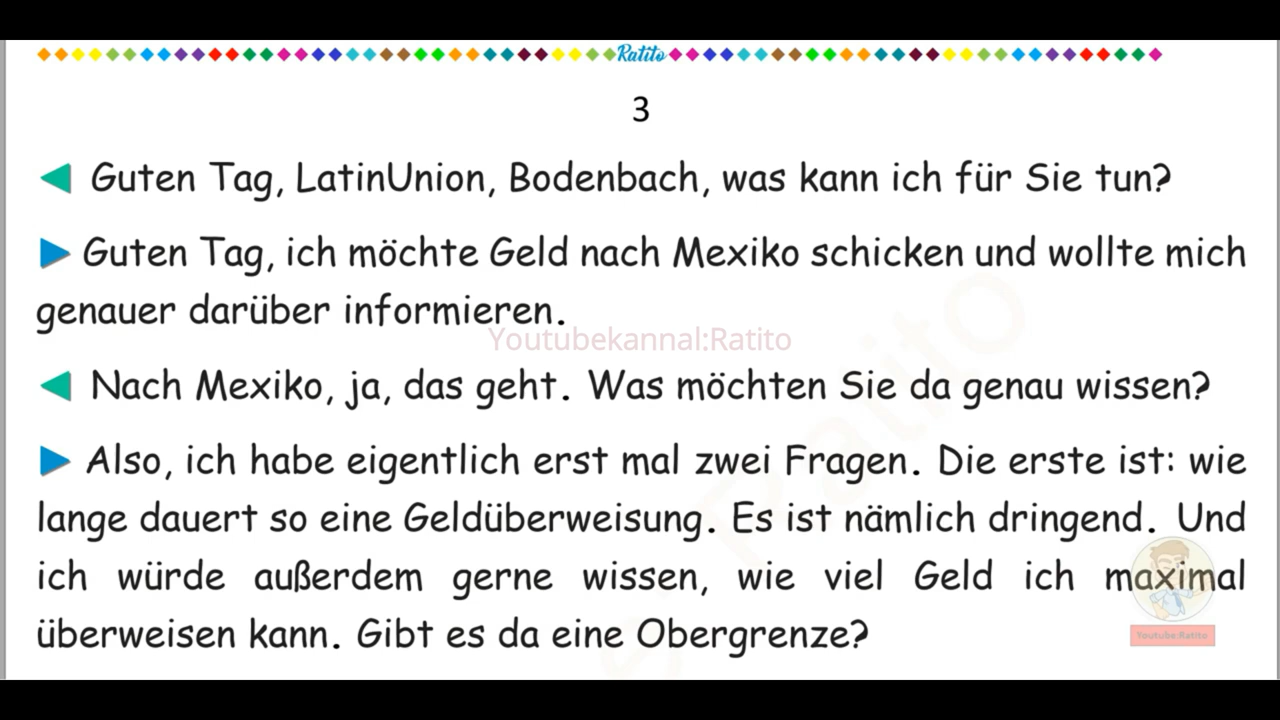 Ratito
3
Guten Tag, LatinUnion, Bodenbach, was kann ich für Sie tun?
Guten Tag, ich möchte Geld nach Mexiko schicken und wollte mich
genauer darüber informieren.
Youtubekannal:Ratito
Nach Mexiko, ja, das geht. Was möchten Sie da genau wissen?
Also, ich habe eigentlich erst mal zwei Fragen. Die erste ist: wie
lange dauert so eine Geldüberweisung. Es ist nämlich dringend. Und
ich würde außerdem gerne wissen, wie viel Geld ich maximal
überweisen kann. Gibt es da eine Obergrenze?
Youtube:Ratito
Ratito